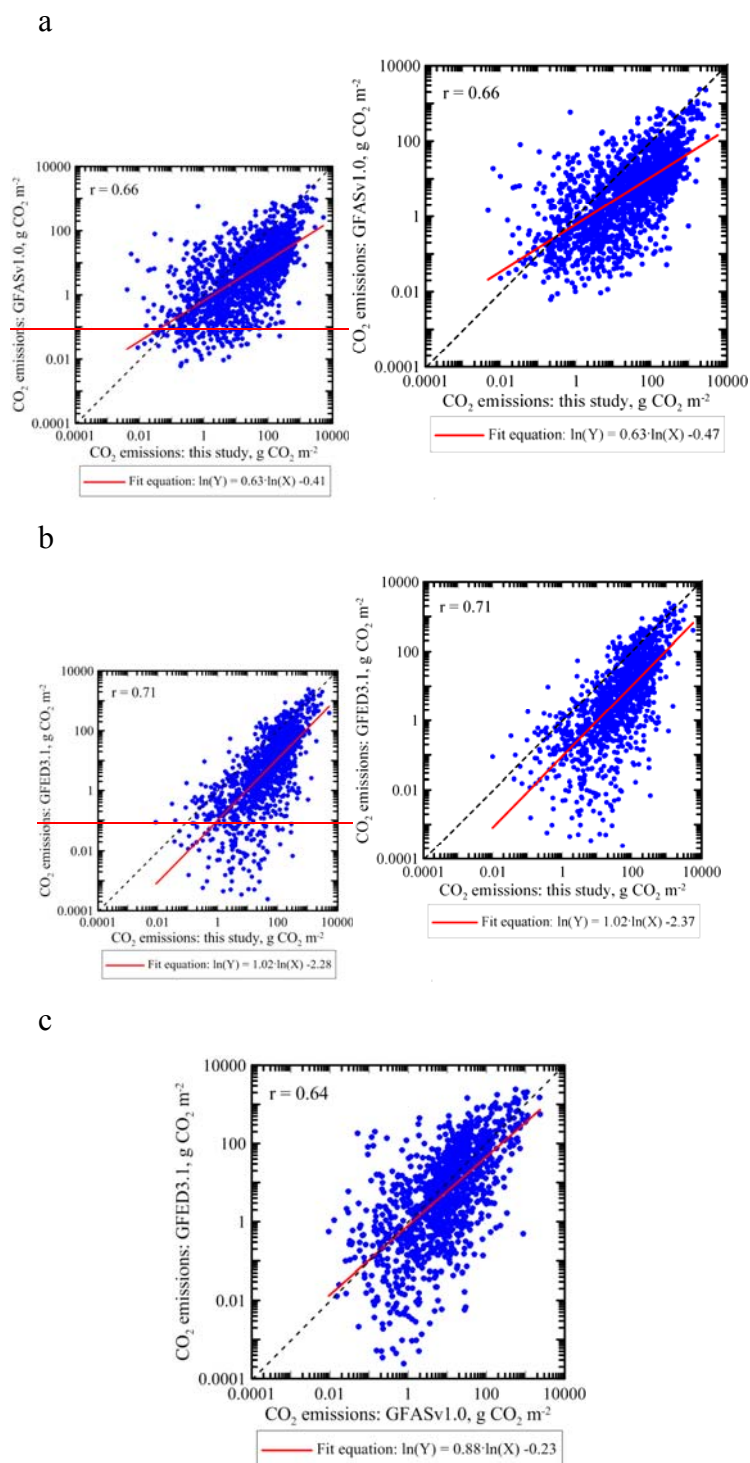 a
10000
r = 0.66
100
1
0.01
0.0001
CO2 emissions: GFASv1.0, g CO2 m-2
0.0001 0.01 1 100 10000
CO2 emissions: this study, g CO2 m-2
Fit equation: ln(Y) = 0.63·ln(X) -0.41
10000
r = 0.66
100
1
0.01
0.0001
CO2 emissions: GFASv1.0, g CO2 m-2
0.0001 0.01 1 100 10000
CO2 emissions: this study, g CO2 m-2
Fit equation: ln(Y) = 0.63·ln(X) -0.47
b
10000
r = 0.71
100
1
0.01
0.0001
CO2 emissions: GFED3.1, g CO2 m-2
0.0001 0.01 1 100 10000
CO2 emissions: this study, g CO2 m-2
Fit equation: ln(Y) = 1.02·ln(X) -2.28
10000
r = 0.71
100
1
0.01
0.0001
CO2 emissions: GFED3.1, g CO2 m-2
0.0001 0.01 1 100 10000
CO2 emissions: this study, g CO2 m-2
Fit equation: ln(Y) = 1.02·ln(X) -2.37
c
10000
r = 0.64
100
1
0.01
0.0001
CO2 emissions: GFED3.1, g CO2 m-2
0.0001 0.01 1 100 10000
CO2 emissions: GFASv1.0, g CO2 m-2
Fit equation: ln(Y) = 0.88·ln(X) -0.23